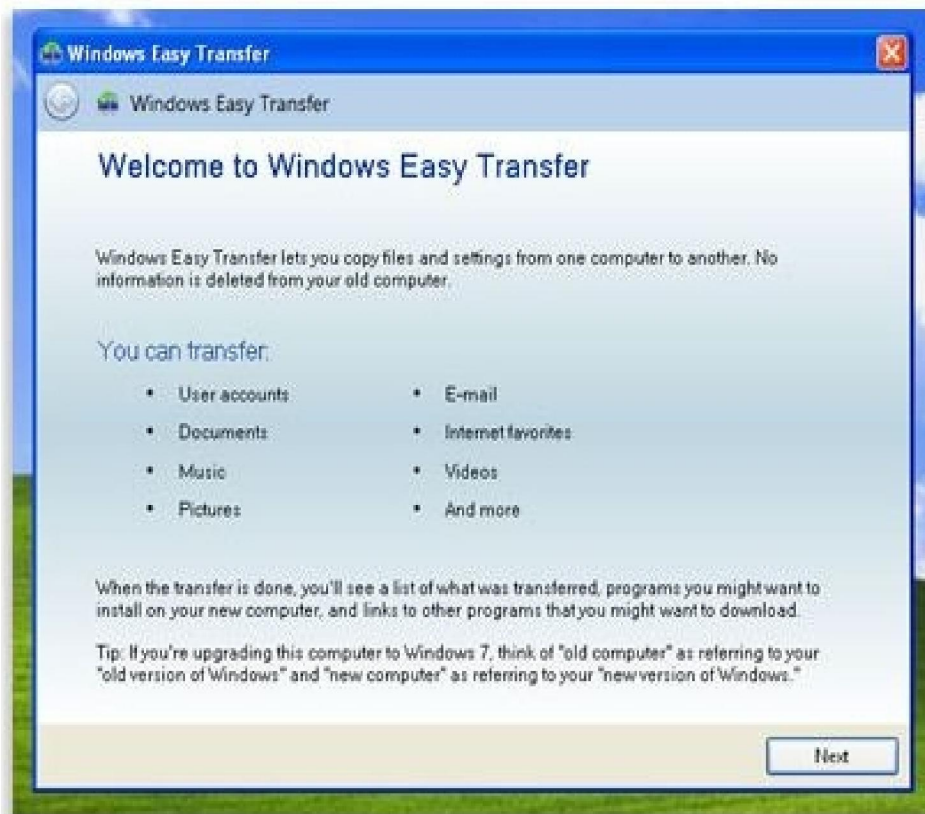 Windows Easy Transfer
Windows Easy Transfer
Welcome to Windows Easy Transfer
Windows Easy Transfer lets you copy files and settings from one computer to another. No
information is deleted from your old computer.
You can transfer:
• User accounts
• E-mail
• Documents
• Internet favorites
• Music
• Videos
• Pictures
• And more
When the transfer is done, you'll see a list of what was transferred, programs you might want to
install on your new computer, and links to other programs that you might want to download.
Tip: If you're upgrading this computer to Windows 7, think of "old computer" as referring to your
"old version of Windows" and "new computer" as referring to your "new version of Windows."
Next